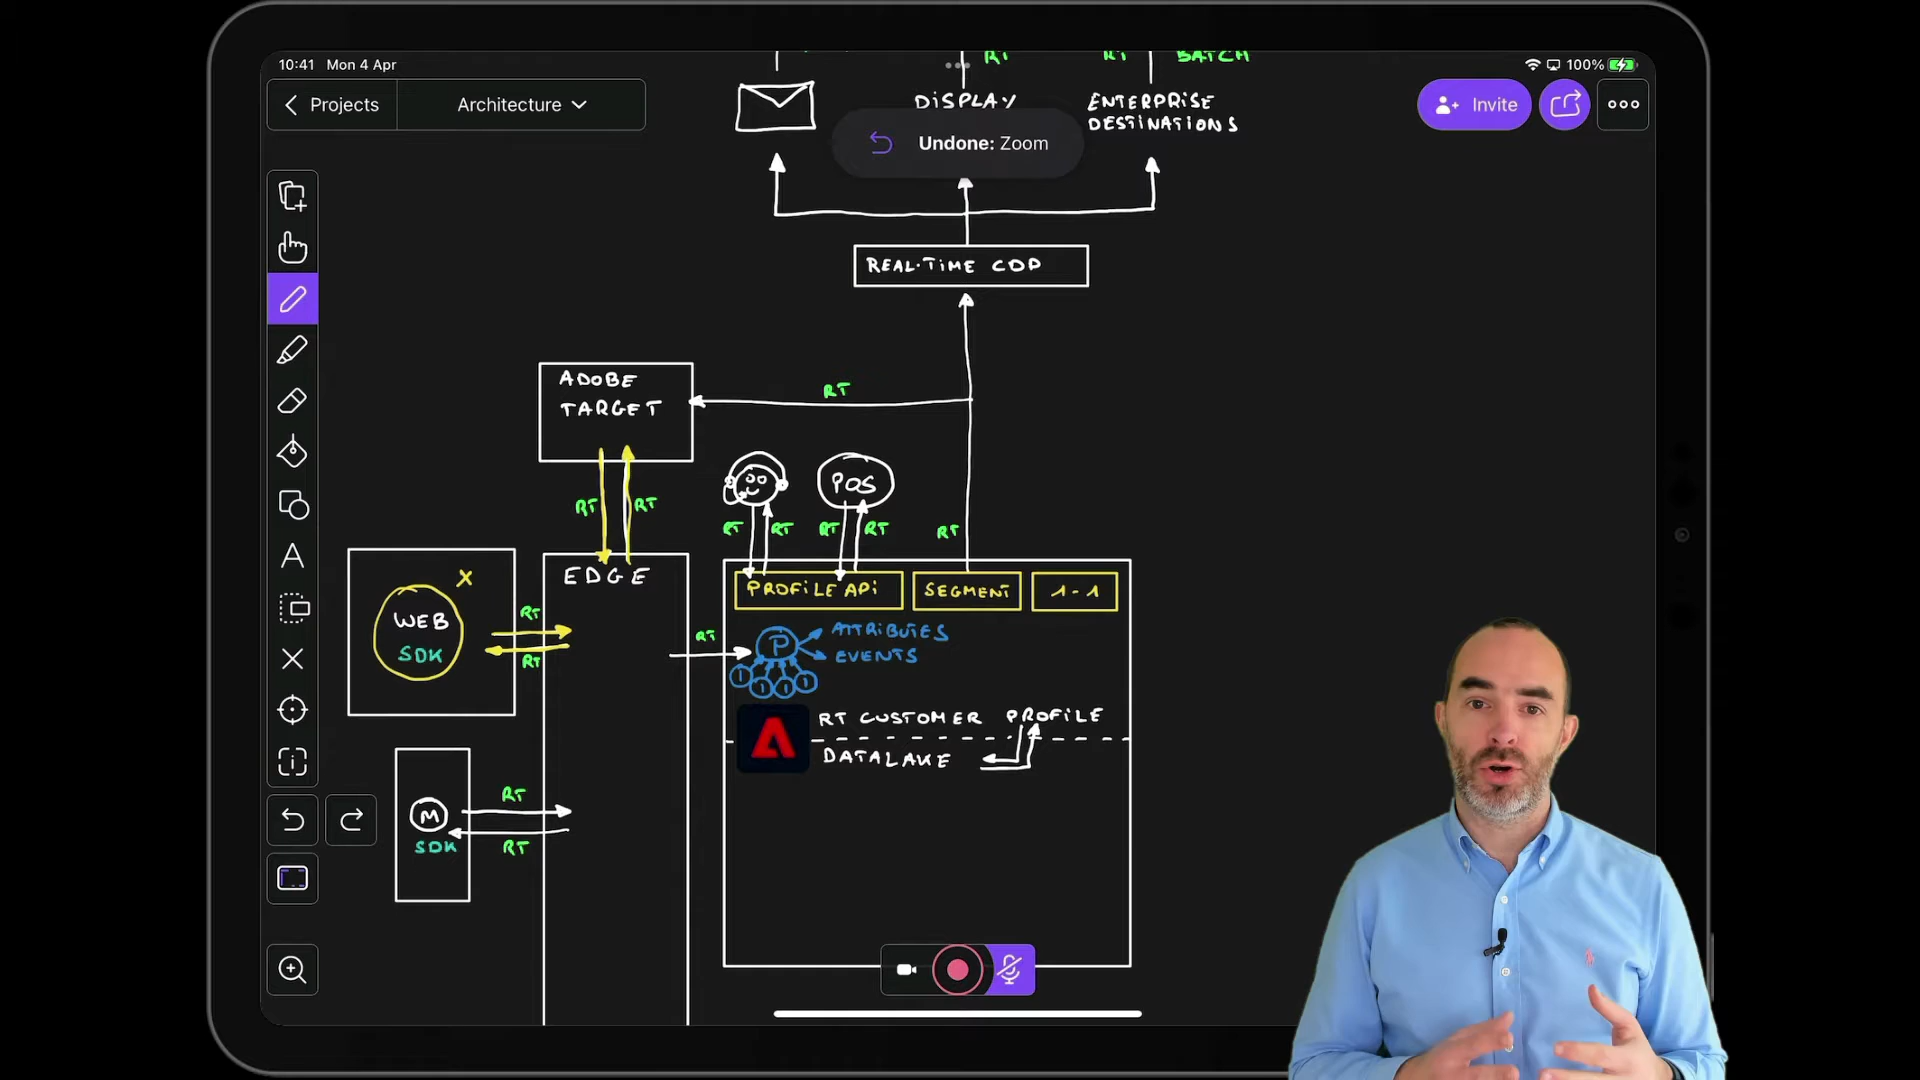 10:41 Mon 4 Apr
100%
RT
RT
BATCH
Projects
Architecture
DISPLAY
ENTERPRISE
DESTINATIONS
Invite
Undone: Zoom
REAL-TIME CDP
ADOBE
TARGET
RT
RT
RT
POS
RT
RT
RT
RT
RT
EDGE
X
WEB
SDK
RT
RT
PROFILE API
SEGMENT
1-1
RT
P
ATTRIBUTES
EVENTS
I
I
I
I
RT CUSTOMER PROFILE
DATALAKE
M
SDK
RT
RT